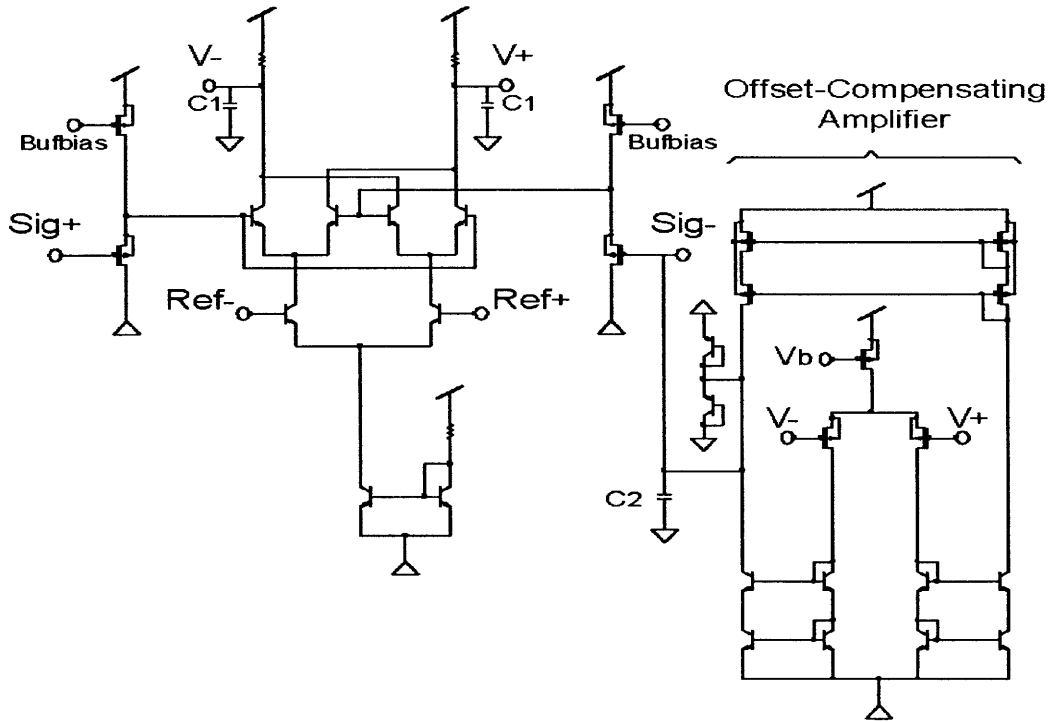 V-
V+
C1
C1
Offset-Compensating
Amplifier
Bufbias
Bufbias
Sig+
Sig-
Ref-
Ref+
Vb
V-
V+
C2